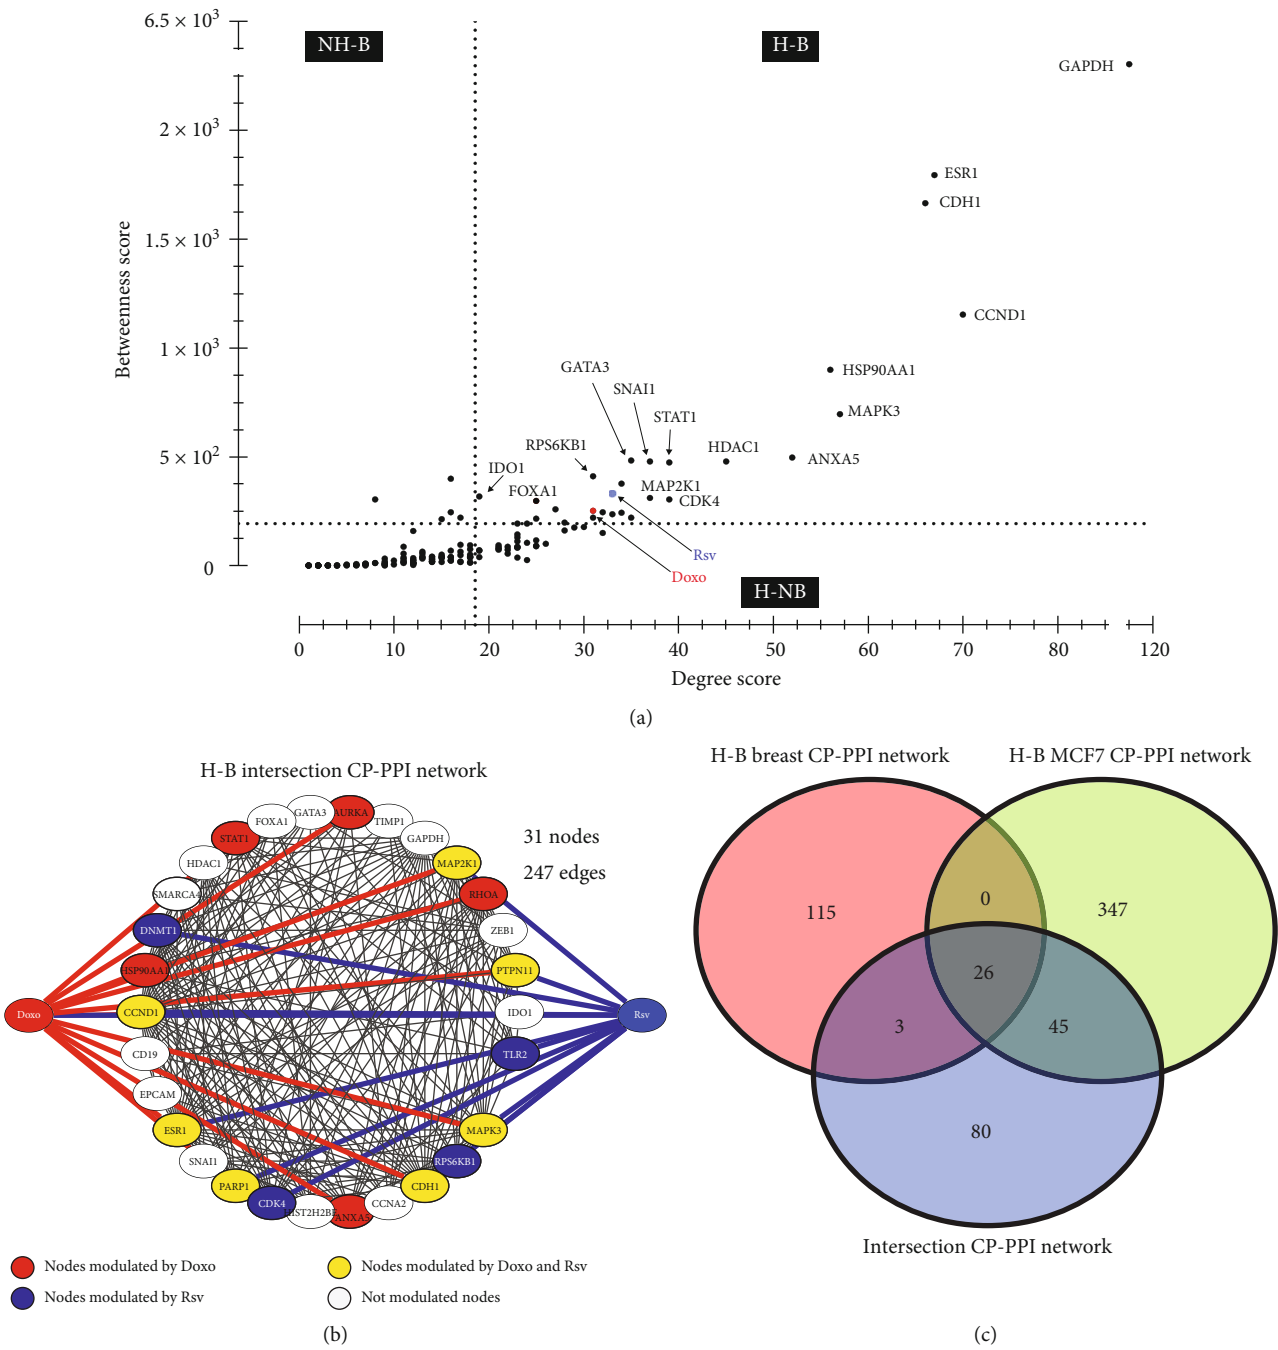 6.5 × 10³
NH-B
H-B
GAPDH
2 × 10³
ESR1
CDH1
1.5 × 10³
Betweenness score
CCND1
1 × 10³
GATA3
HSP90AA1
SNAI1
STAT1
MAPK3
RPS6KB1
HDAC1
5 × 10²
IDO1
ANXA5
FOXA1
MAP2K1
CDK4
Rsv
0
Doxo
H-NB
0 10 20 30 40 50 60 70 80 120
Degree score
(a)
H-B intersection CP-PPI network
31 nodes
247 edges
GATA3
AURKA
FOXA1
TIMP1
STAT1
GAPDH
HDAC1
MAP2K1
SMARCA4
RHOA
DNMT1
ZEB1
HSP90AA1
PTPN11
Doxo
CCND1
IDO1
Rsv
CD19
TLR2
EPCAM
ESR1
MAPK3
SNAI1
RPS6KB1
PARP1
CDH1
CDK4
HIST2H2BE
ANXA5
CCNA2
Nodes modulated by Doxo
Nodes modulated by Doxo and Rsv
Nodes modulated by Rsv
Not modulated nodes
(b)
H-B breast CP-PPI network
H-B MCF7 CP-PPI network
115
0
347
26
3
45
80
Intersection CP-PPI network
(c)